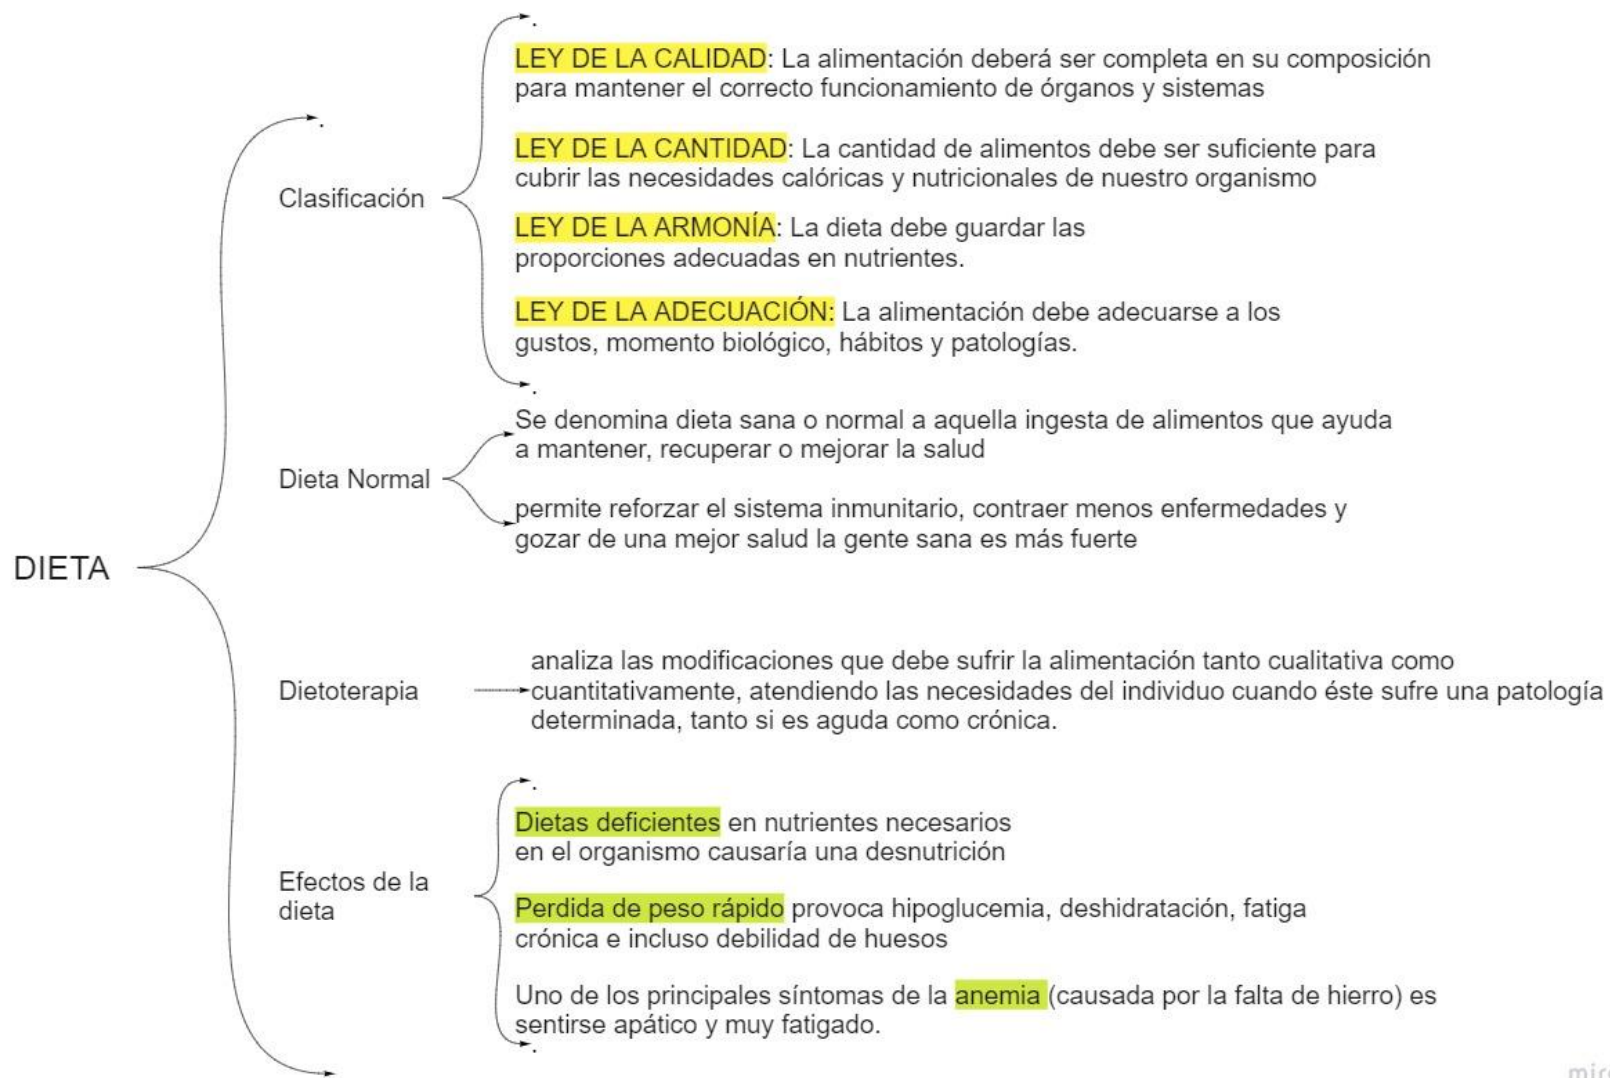 LEY DE LA CALIDAD: La alimentación deberá ser completa en su composición
para mantener el correcto funcionamiento de órganos y sistemas
LEY DE LA CANTIDAD: La cantidad de alimentos debe ser suficiente para
cubrir las necesidades calóricas y nutricionales de nuestro organismo
Clasificación
LEY DE LA ARMONÍA: La dieta debe guardar las
proporciones adecuadas en nutrientes.
LEY DE LA ADECUACIÓN: La alimentación debe adecuarse a los
gustos, momento biológico, hábitos y patologías.
Se denomina dieta sana o normal a aquella ingesta de alimentos que ayuda
a mantener, recuperar o mejorar la salud
Dieta Normal
permite reforzar el sistema inmunitario, contraer menos enfermedades y
gozar de una mejor salud la gente sana es más fuerte
DIETA
Dietoterapia
analiza las modificaciones que debe sufrir la alimentación tanto cualitativa como
cuantitativamente, atendiendo las necesidades del individuo cuando éste sufre una patología
determinada, tanto si es aguda como crónica.
Efectos de la
dieta
Dietas deficientes en nutrientes necesarios
en el organismo causaría una desnutrición
Perdida de peso rápido provoca hipoglucemia, deshidratación, fatiga
crónica e incluso debilidad de huesos
Uno de los principales síntomas de la anemia (causada por la falta de hierro) es
sentirse apático y muy fatigado.